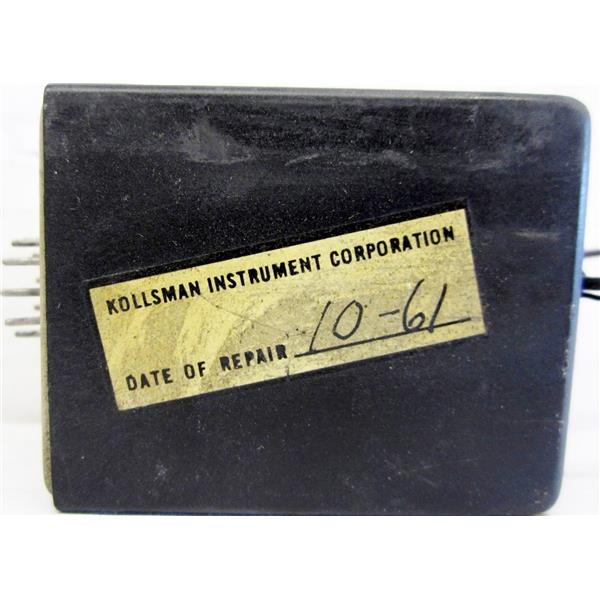 KOLLSMAN INSTRUMENT CORPORATION
DATE OF REPAIR 10-61